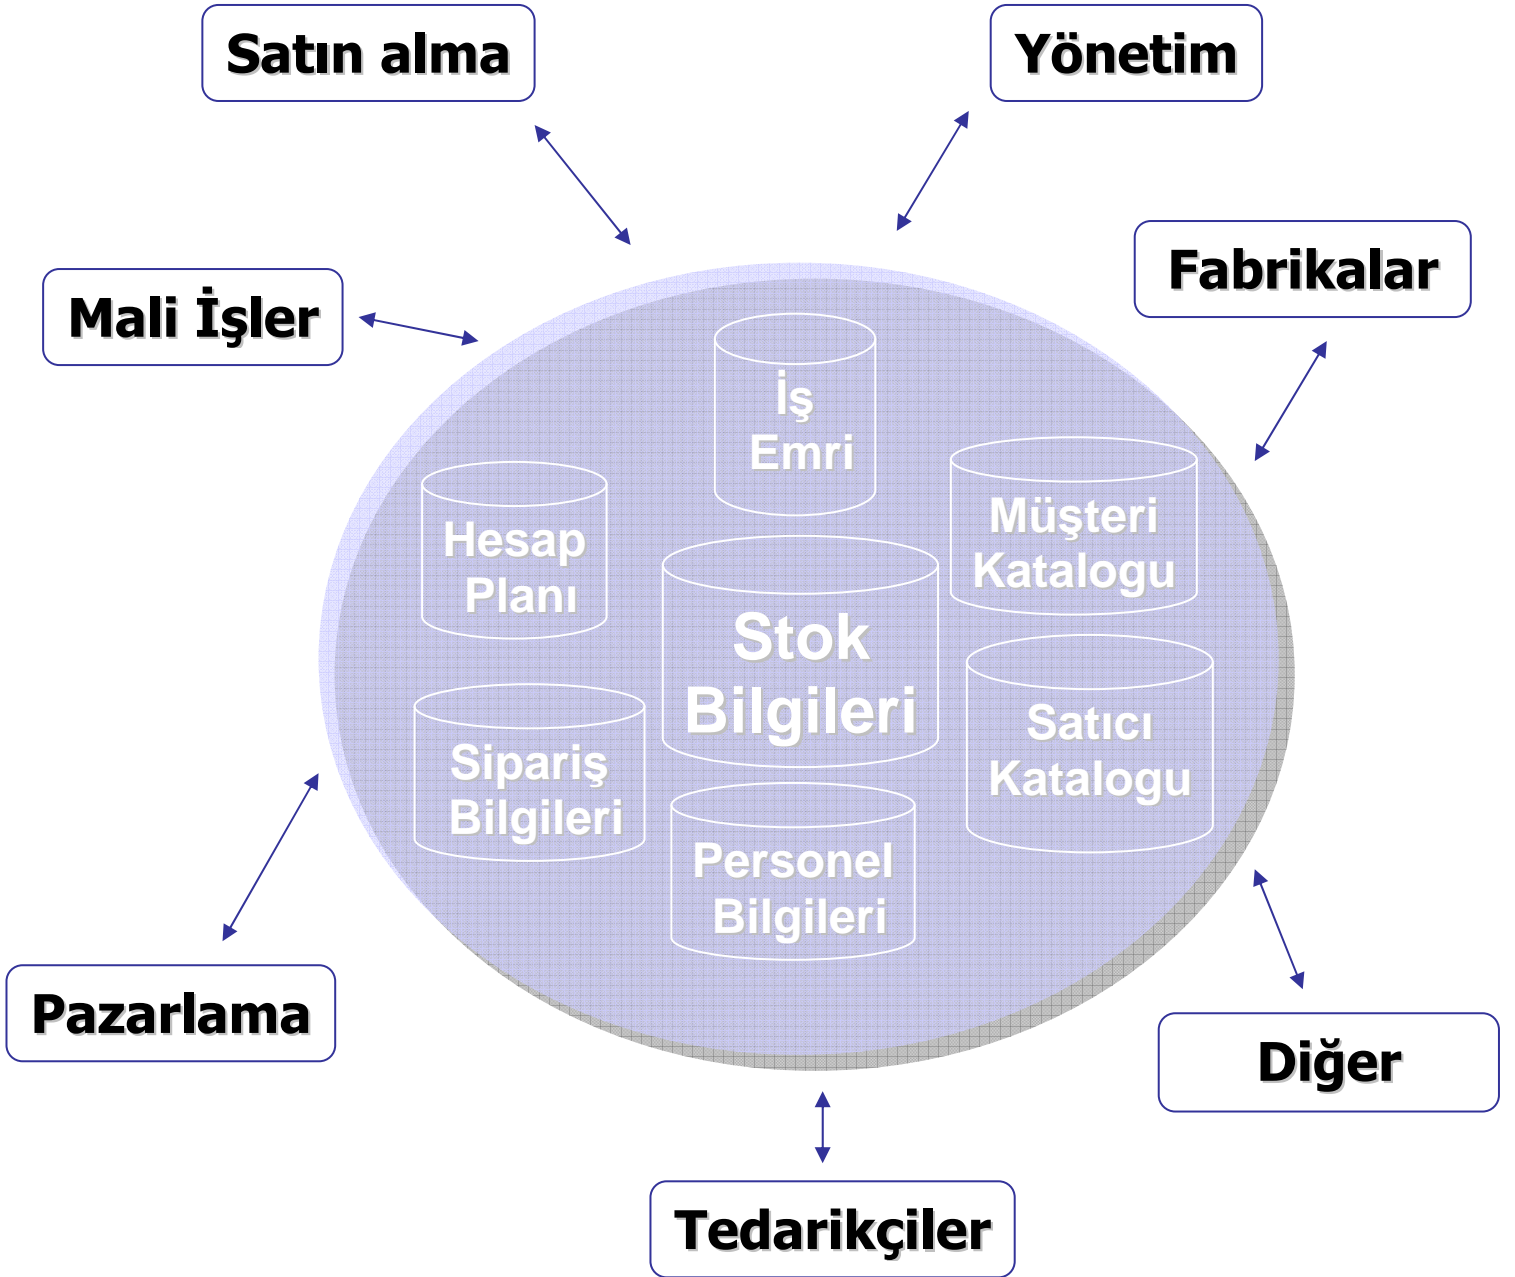 Satın alma
Yönetim
Fabrikalar
Mali İşler
İş
Emri
Müşteri
Katalogu
Hesap
Planı
Stok
Bilgileri
Satıcı
Katalogu
Sipariş
Bilgileri
Personel
Bilgileri
Pazarlama
Diğer
Tedarikçiler